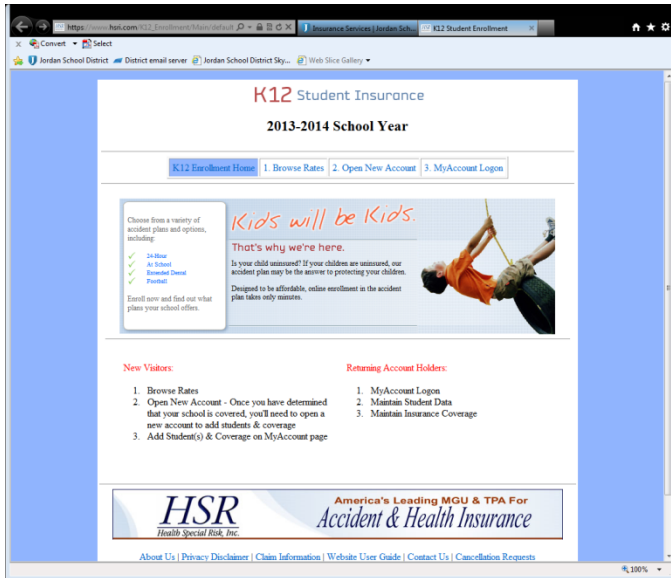 https://www.hsri.com/K12_Enrollment/Main/default
Insurance Services | Jordan Sch...
K12 Student Enrollment
x
Convert
Select
Jordan School District
District email server
Jordan School District Sky...
Web Slice Gallery
K12 Student Insurance
2013-2014 School Year
K12 Enrollment Home
1. Browse Rates
2. Open New Account
3. MyAccount Logon
Choose from a variety of
accident plans and options,
including:
24-Hour
At School
Extended Dental
Football
Enroll now and find out what
plans your school offers.
Kids will be Kids.
That's why we're here.
Is your child uninsured? If your children are uninsured, our
accident plan may be the answer to protecting your children.
Designed to be affordable, online enrollment in the accident
plan takes only minutes.
New Visitors:
1. Browse Rates
2. Open New Account - Once you have determined
that your school is covered, you'll need to open a
new account to add students & coverage
3. Add Student(s) & Coverage on MyAccount page
Returning Account Holders:
1. MyAccount Logon
2. Maintain Student Data
3. Maintain Insurance Coverage
HSR
Health Special Risk, Inc.
America's Leading MGU & TPA For
Accident & Health Insurance
About Us | Privacy Disclaimer | Claim Information | Website User Guide | Contact Us | Cancellation Requests
100%